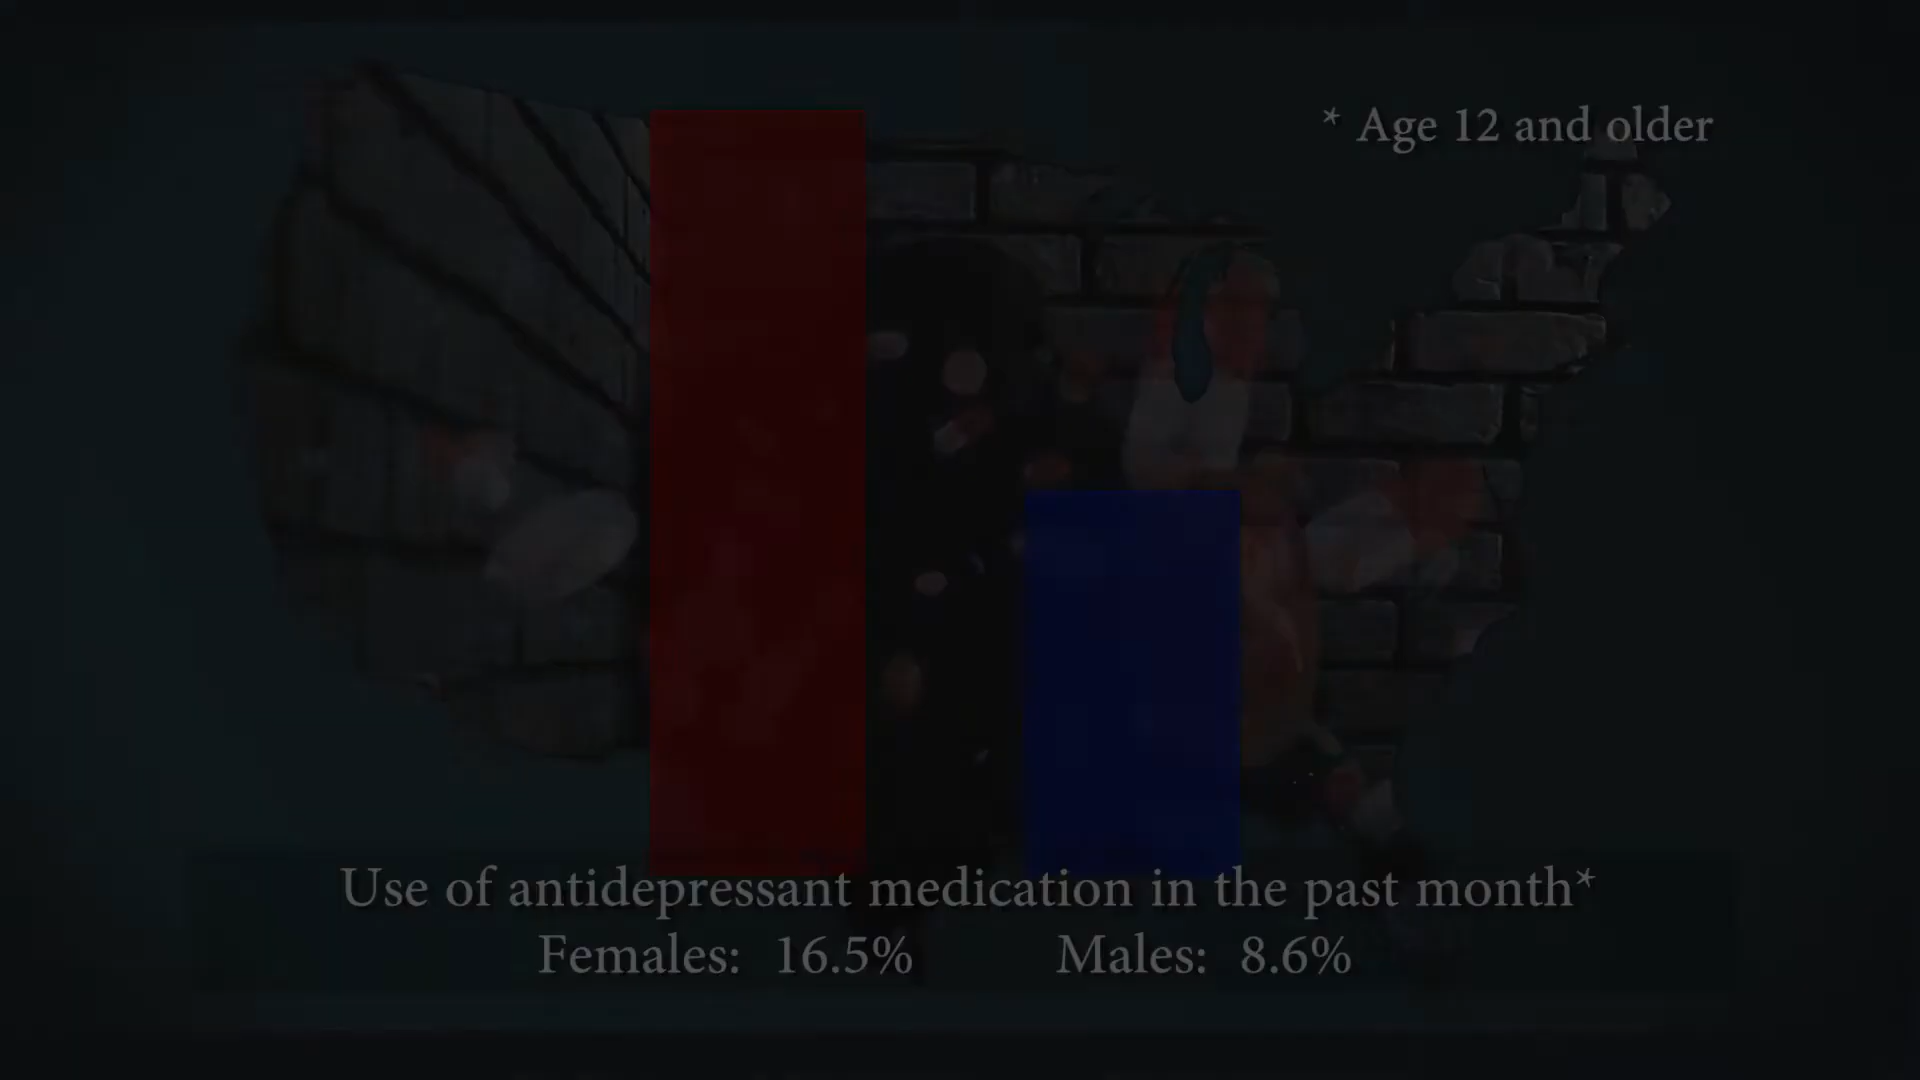 * Age 12 and older
Use of antidepressant medication in the past month*
Females: 16.5% Males: 8.6%